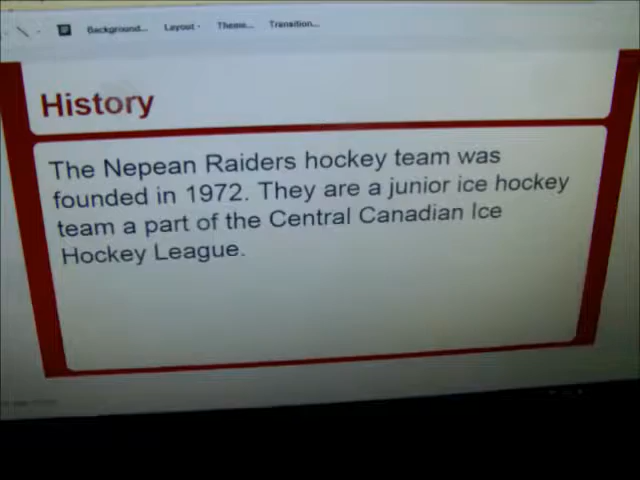 Background... Layout Theme... Transition...
History
The Nepean Raiders hockey team was
founded in 1972. They are a junior ice hockey
team a part of the Central Canadian Ice
Hockey League.